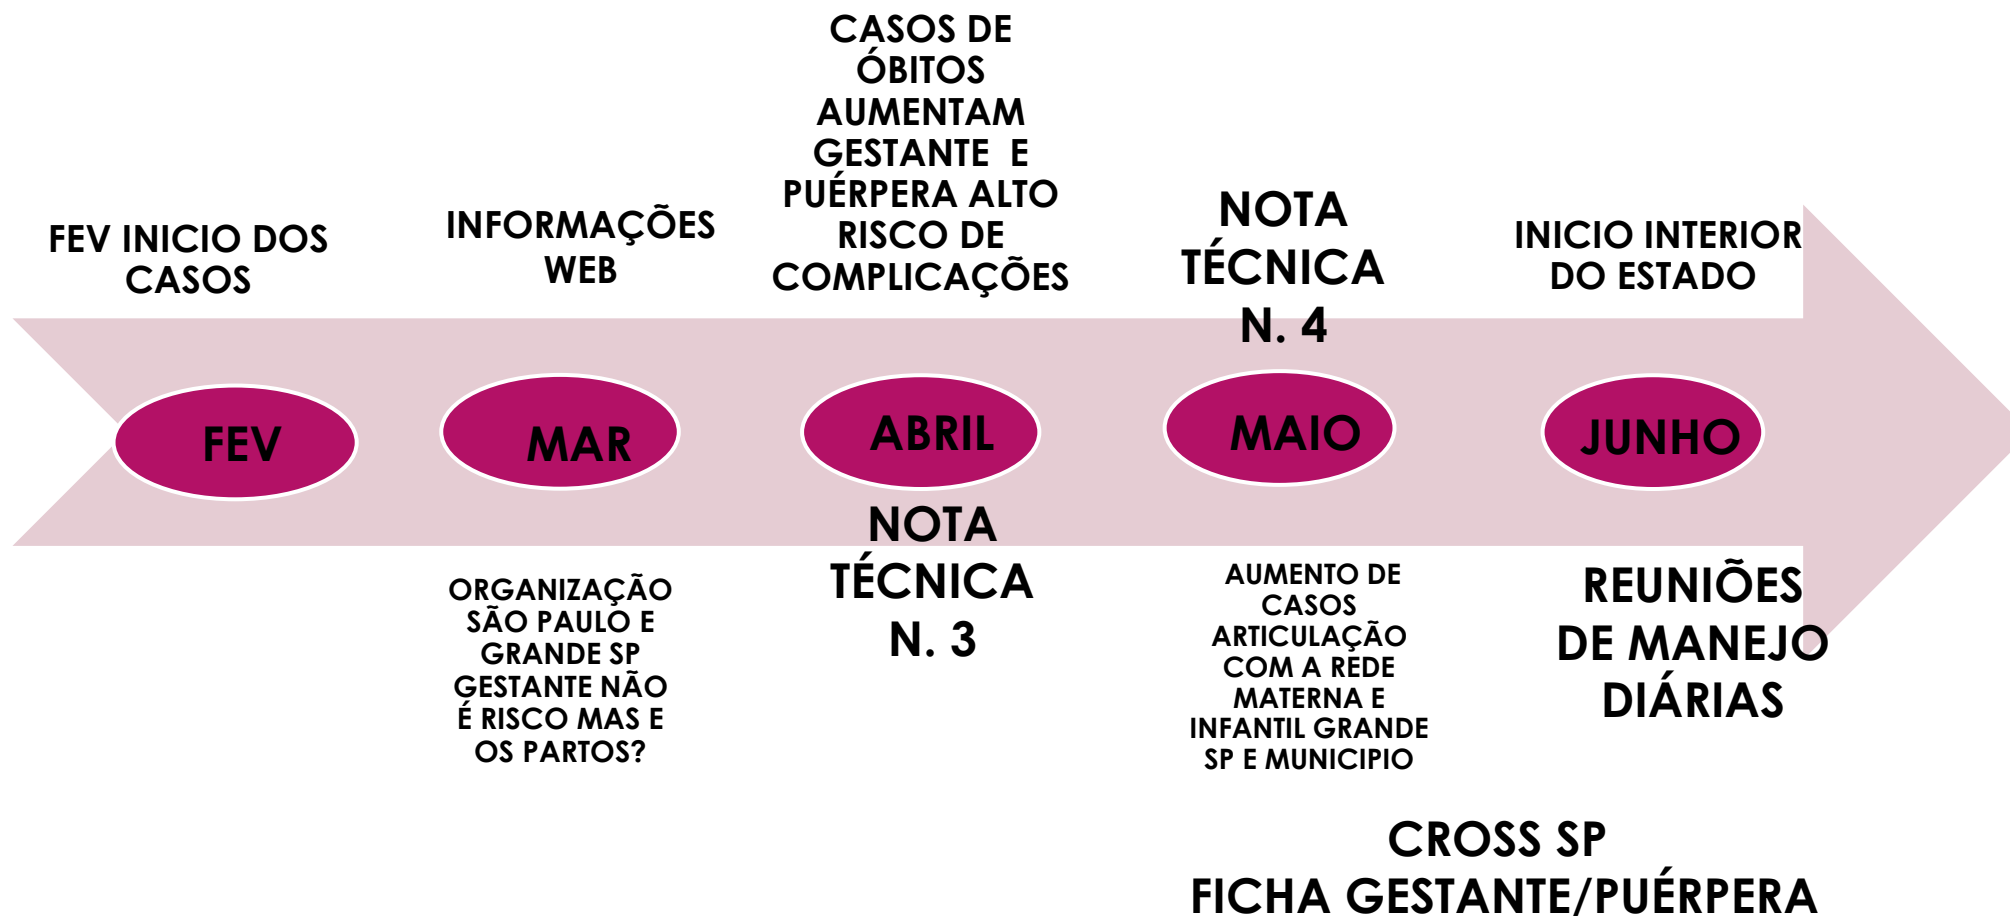 FEV INICIO DOS
CASOS
INFORMAÇÕES
WEB
CASOS DE
ÓBITOS
AUMENTAM
GESTANTE E
PUÉRPERA ALTO
RISCO DE
COMPLICAÇÕES
NOTA
TÉCNICA
N. 4
INICIO INTERIOR
DO ESTADO
FEV
MAR
ABRIL
MAIO
JUNHO
ORGANIZAÇÃO
SÃO PAULO E
GRANDE SP
GESTANTE NÃO
É RISCO MAS E
OS PARTOS?
NOTA
TÉCNICA
N. 3
AUMENTO DE
CASOS
ARTICULAÇÃO
COM A REDE
MATERNA E
INFANTIL GRANDE
SP E MUNICIPIO
REUNIÕES
DE MANEJO
DIÁRIAS
CROSS SP
FICHA GESTANTE/PUÉRPERA